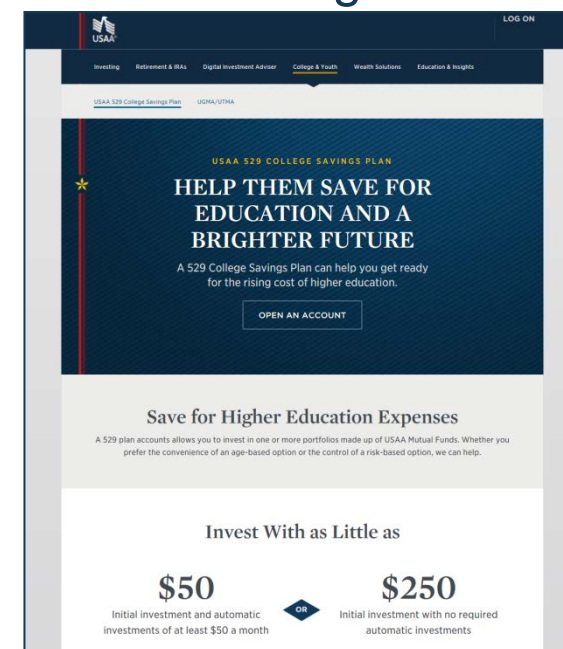 LOG ON
USAA®
Investing Retirement & IRAs Digital Investment Adviser College & Youth Wealth Solutions Education & Insights
USAA 529 College Savings Plan UGMA/UTMA
USAA 529 COLLEGE SAVINGS PLAN
HELP THEM SAVE FOR
EDUCATION AND A
BRIGHTER FUTURE
A 529 College Savings Plan can help you get ready
for the rising cost of higher education.
OPEN AN ACCOUNT
Save for Higher Education Expenses
A 529 plan accounts allows you to invest in one or more portfolios made up of USAA Mutual Funds. Whether you
prefer the convenience of an age-based option or the control of a risk-based option, we can help.
Invest With as Little as
$50
Initial investment and automatic
investments of at least $50 a month
OR
$250
Initial investment with no required
automatic investments